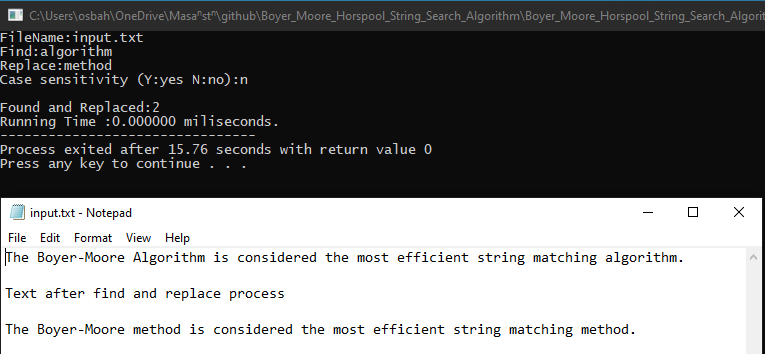 C:\Users\osbah\OneDrive\Masaⁿstⁿ\github\Boyer_Moore_Horspool_String_Search_Algorithm\Boyer_Moore_Horspool_String_Search_Algorit
FileName:input.txt
Find:algorithm
Replace:method
Case sensitivity (Y:yes N:no):n
Found and Replaced:2
Running Time :0.000000 miliseconds.
--------------------------------
Process exited after 15.76 seconds with return value 0
Press any key to continue . . .
input.txt - Notepad
File Edit Format View Help
The Boyer-Moore Algorithm is considered the most efficient string matching algorithm.
Text after find and replace process
The Boyer-Moore method is considered the most efficient string matching method.